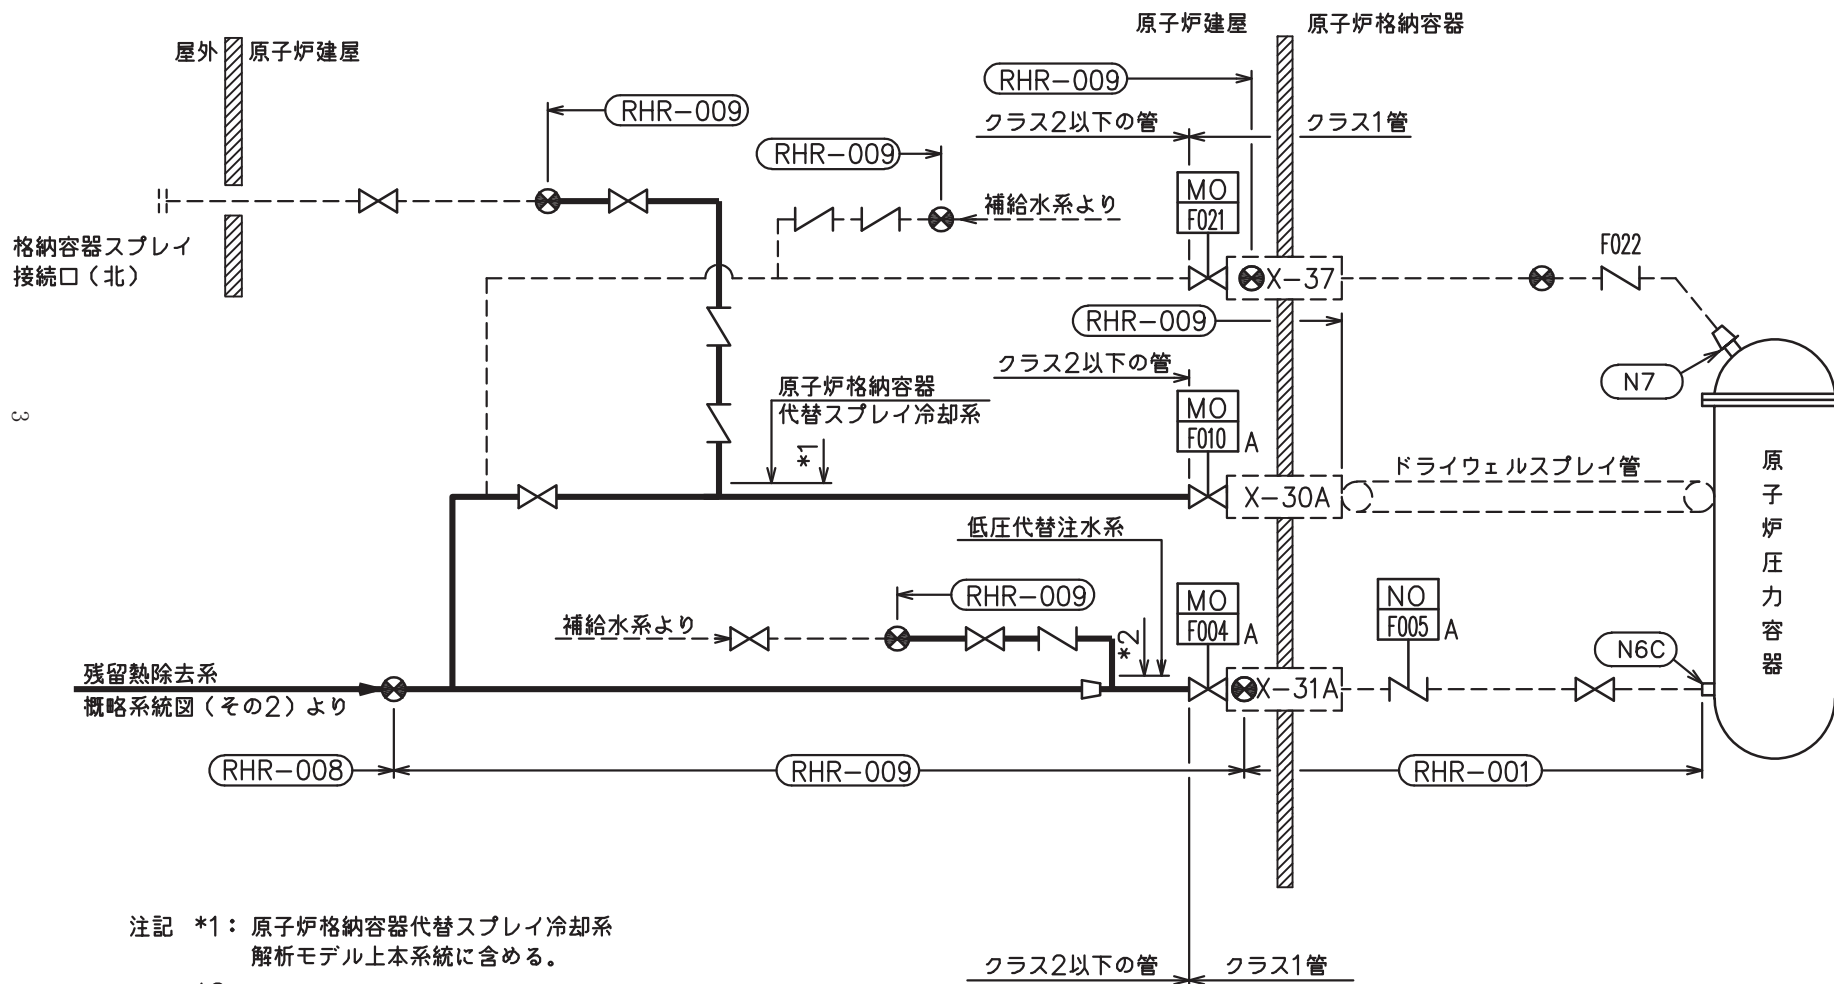 原子炉建屋
原子炉格納容器
屋外
原子炉建屋
RHR-009
RHR-009
クラス2以下の管
クラス1管
RHR-009
MO
F021
補給水系より
格納容器スプレイ
接続口(北)
F022
X-37
RHR-009
クラス2以下の管
N7
原子炉格納容器
代替スプレイ冷却系
MO
F010
A
3
*1
ドライウェルスプレイ管
原子炉圧力容器
X-30A
低圧代替注水系
RHR-009
MO
F004
A
NO
F005
A
補給水系より
*2
N6C
残留熱除去系
概略系統図(その2)より
X-31A
RHR-008
RHR-009
RHR-001
注記 *1: 原子炉格納容器代替スプレイ冷却系
解析モデル上本系統に含める。
クラス2以下の管
クラス1管